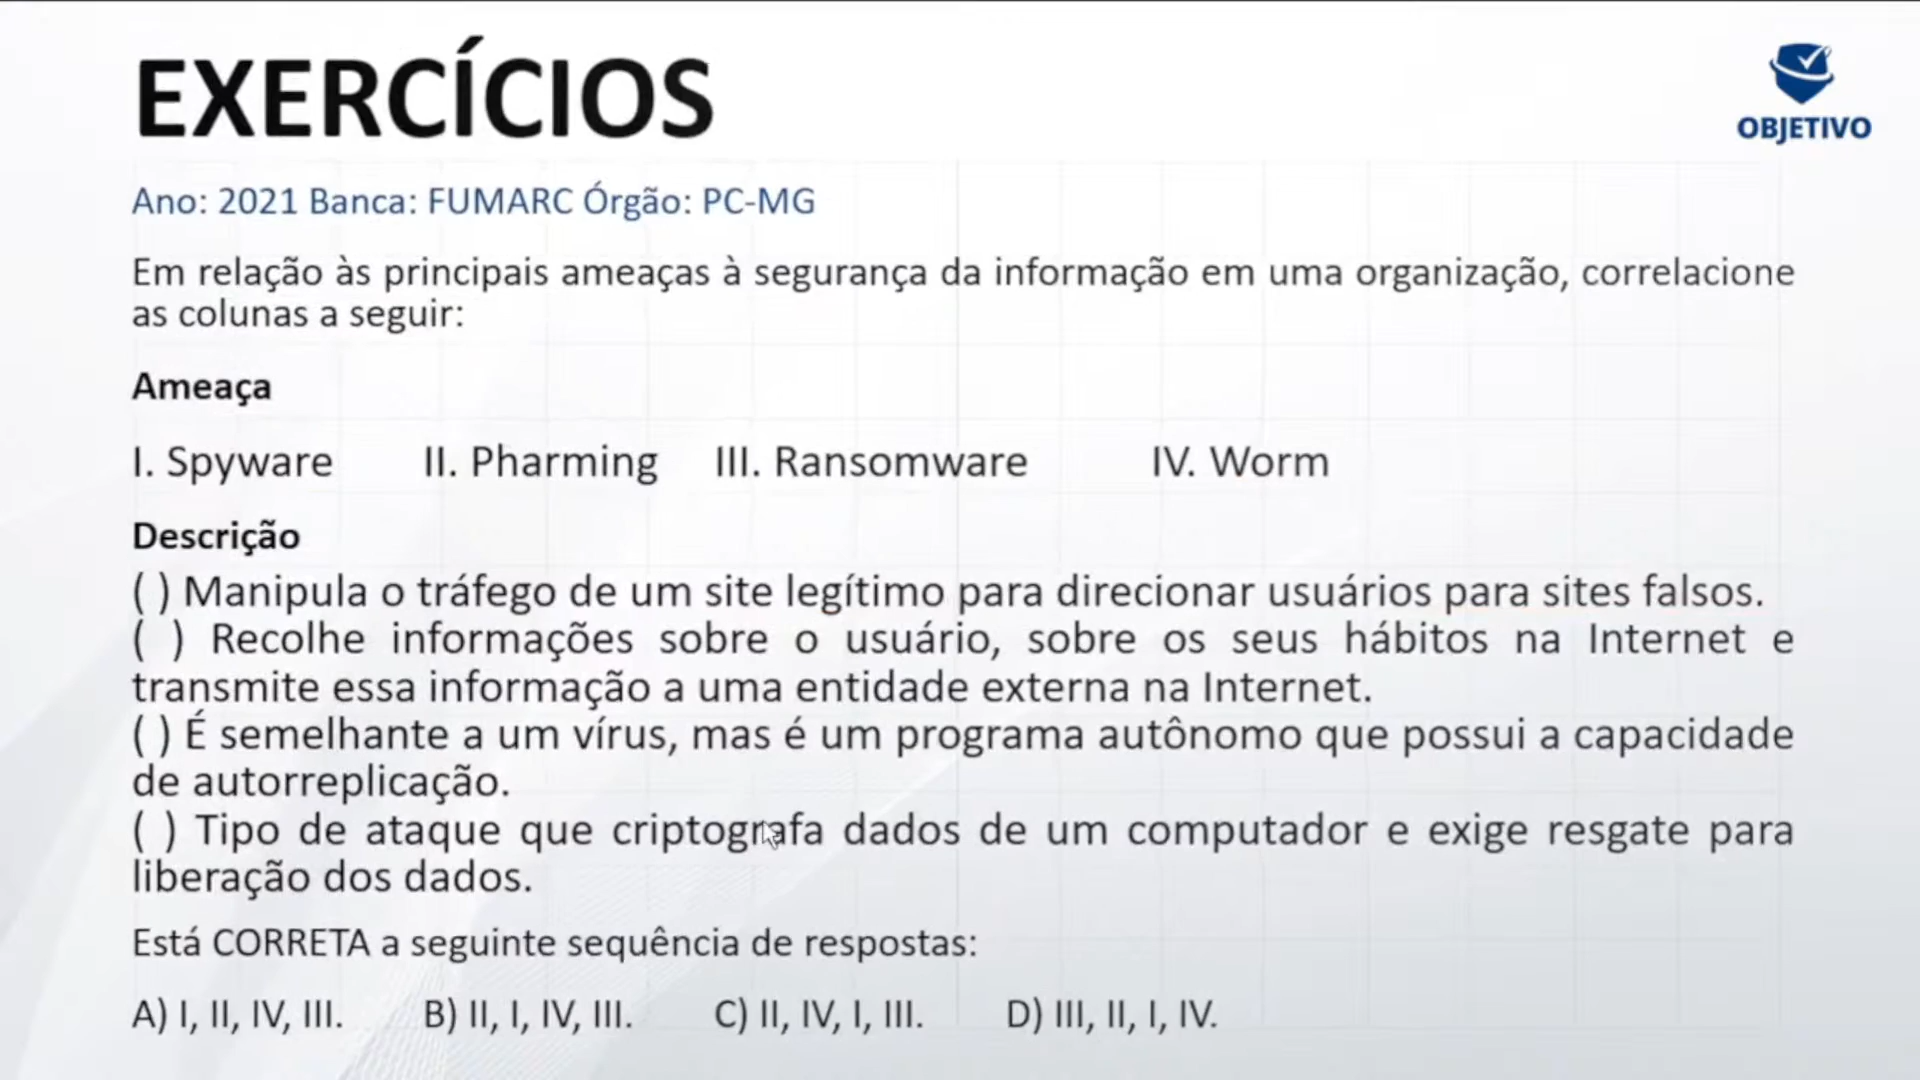 EXERCÍCIOS
OBJETIVO
Ano: 2021 Banca: FUMARC Órgão: PC-MG
Em relação às principais ameaças à segurança da informação em uma organização, correlacione
as colunas a seguir:
Ameaça
I. Spyware II. Pharming III. Ransomware IV. Worm
Descrição
( ) Manipula o tráfego de um site legítimo para direcionar usuários para sites falsos.
( ) Recolhe informações sobre o usuário, sobre os seus hábitos na Internet e
transmite essa informação a uma entidade externa na Internet.
( ) É semelhante a um vírus, mas é um programa autônomo que possui a capacidade
de autorreplicação.
( ) Tipo de ataque que criptografa dados de um computador e exige resgate para
liberação dos dados.
Está CORRETA a seguinte sequência de respostas:
A) I, II, IV, III. B) II, I, IV, III. C) II, IV, I, III. D) III, II, I, IV.